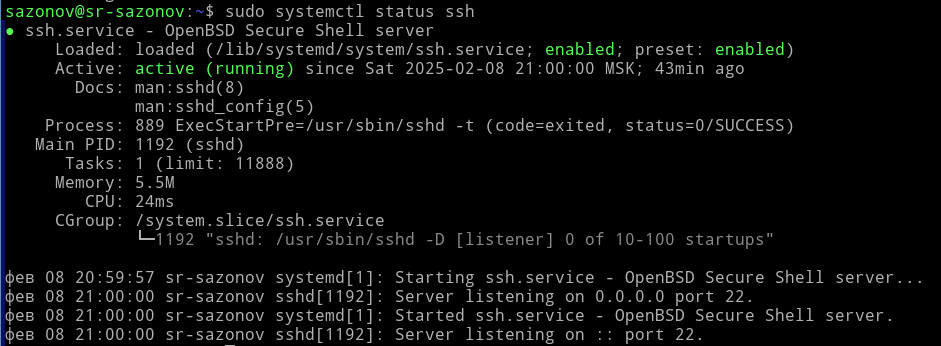 sazonov@sr-sazonov:~$ sudo systemctl status ssh
● ssh.service - OpenBSD Secure Shell server
     Loaded: loaded (/lib/systemd/system/ssh.service; enabled; preset: enabled)
     Active: active (running) since Sat 2025-02-08 21:00:00 MSK; 43min ago
       Docs: man:sshd(8)
             man:sshd_config(5)
    Process: 889 ExecStartPre=/usr/sbin/sshd -t (code=exited, status=0/SUCCESS)
   Main PID: 1192 (sshd)
      Tasks: 1 (limit: 11888)
     Memory: 5.5M
        CPU: 24ms
     CGroup: /system.slice/ssh.service
             └─1192 "sshd: /usr/sbin/sshd -D [listener] 0 of 10-100 startups"

фев 08 20:59:57 sr-sazonov systemd[1]: Starting ssh.service - OpenBSD Secure Shell server...
фев 08 21:00:00 sr-sazonov sshd[1192]: Server listening on 0.0.0.0 port 22.
фев 08 21:00:00 sr-sazonov systemd[1]: Started ssh.service - OpenBSD Secure Shell server.
фев 08 21:00:00 sr-sazonov sshd[1192]: Server listening on :: port 22.